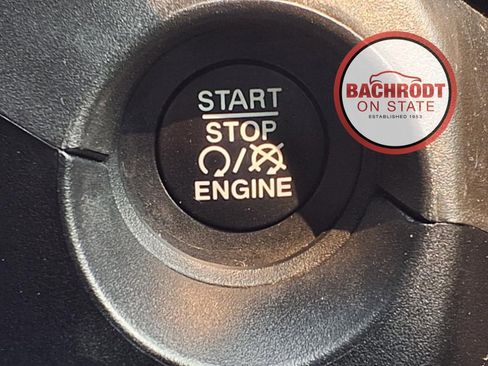 START
STOP
ENGINE
BACHRODT
ON STATE
ESTABLISHED 1953